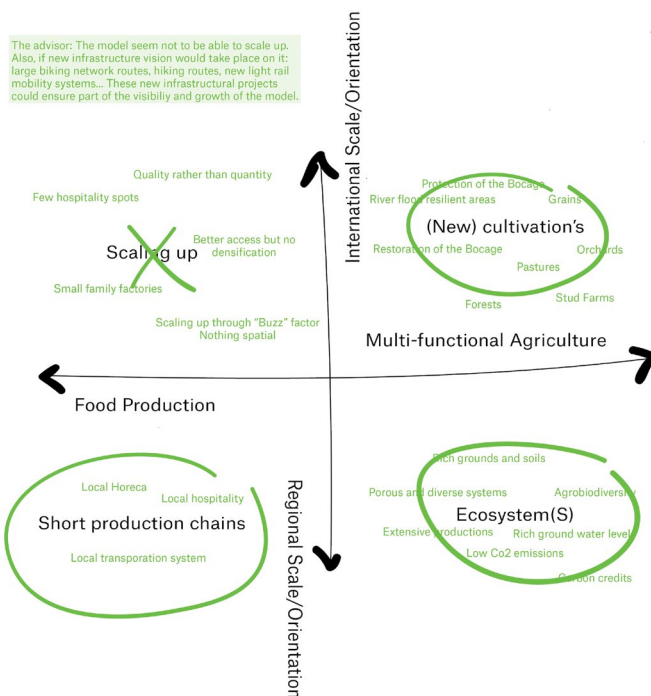 The advisor: The model seem not to be able to scale up.
Also, if new infrastructure vision would take place on it:
large biking network routes, hiking routes, new light rail
mobility systems... These new infrastructural projects
could ensure part of the visibiliy and growth of the model.
International Scale/Orientation
Quality rather than quantity
Few hospitality spots
Scaling up
Better access but no
densification
Small family factories
Scaling up through "Buzz" factor
Nothing spatial
Protection of the Bocage
River flood resilient areas
Grains
(New) cultivation's
Restoration of the Bocage
Orchards
Pastures
Stud Farms
Forests
Multi-functional Agriculture
Food Production
Regional Scale/Orientation
Local Horeca
Local hospitality
Short production chains
Local transporation system
Rich grounds and soils
Porous and diverse systems
Agrobiodiversity
Ecosystem(S)
Extensive productions
Rich ground water levels
Low Co2 emissions
Carbon credits